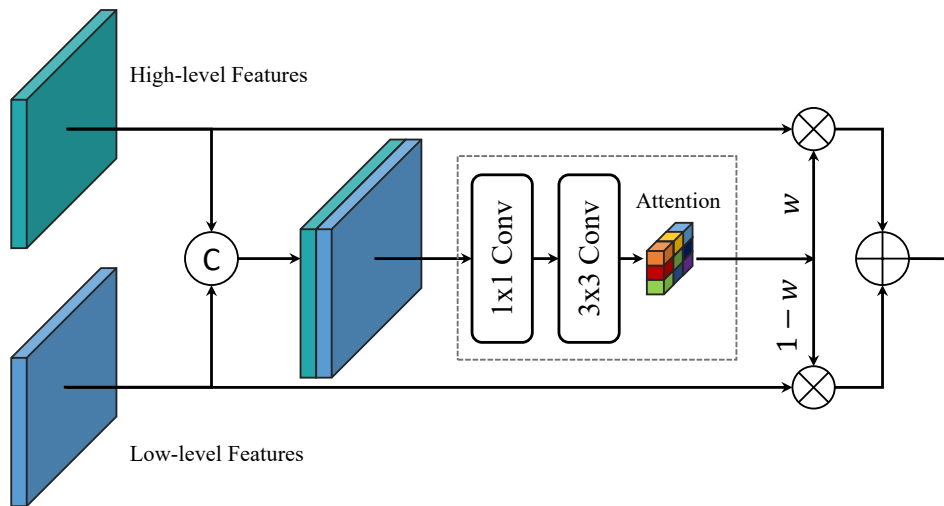 High-level Features
C
1x1 Conv
3x3 Conv
Attention
w
1 − w
Low-level Features